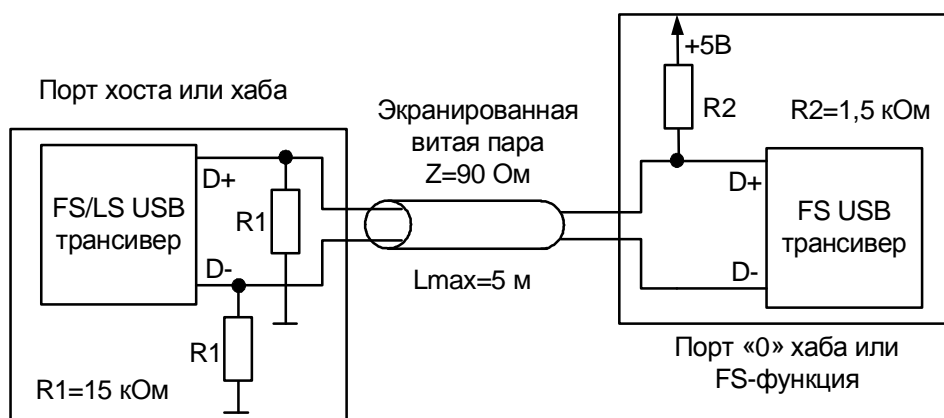 Порт хоста или хаба
FS/LS USB
трансивер
D+
D-
R1
R1
R1=15 кОм
Экранированная
витая пара
Z=90 Ом
Lmax=5 м
+5В
R2
R2=1,5 кОм
D+
D-
FS USB
трансивер
Порт «0» хаба или
FS-функция